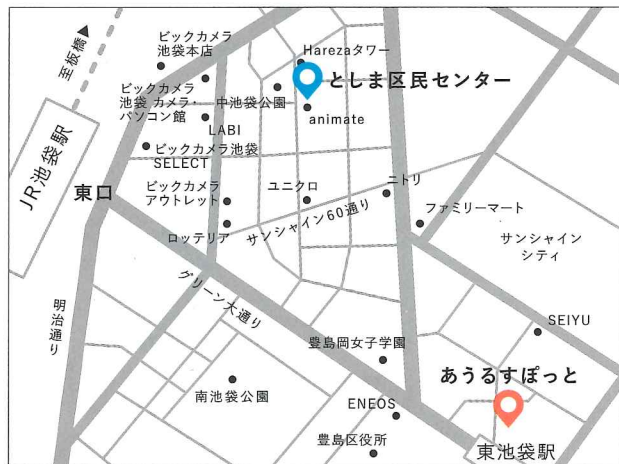 至板橋
JR池袋駅
東口
明治通り
ビックカメラ
池袋本店
ビックカメラ
池袋 カメラ・
パソコン館
LABI
ビックカメラ池袋
SELECT
ビックカメラ
アウトレット
ロッテリア
Harezaタワー
としま区民センター
中池袋公園
animate
ユニクロ
ニトリ
サンシャイン60通り
ファミリーマート
サンシャイン
シティ
グリーン大通り
SEIYU
豊島岡女子学園
南池袋公園
あうるすぽっと
ENEOS
豊島区役所
東池袋駅